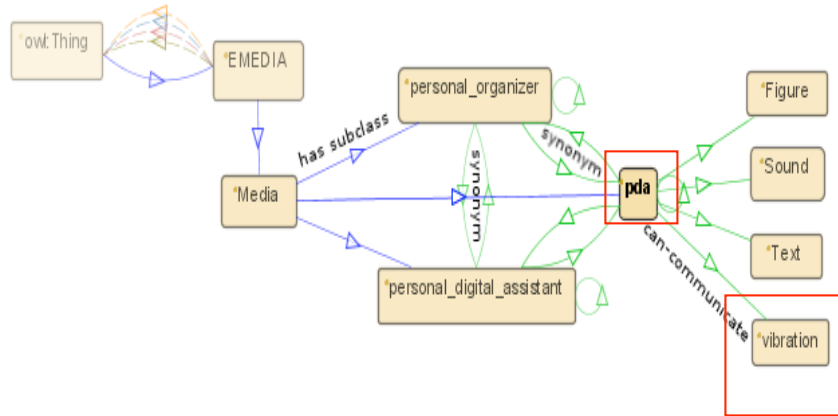 owl:Thing
EMEDIA
personal_organizer
Figure
has subclass
synonym
synonym
pda
Sound
Media
can-communicate
Text
personal_digital_assistant
vibration